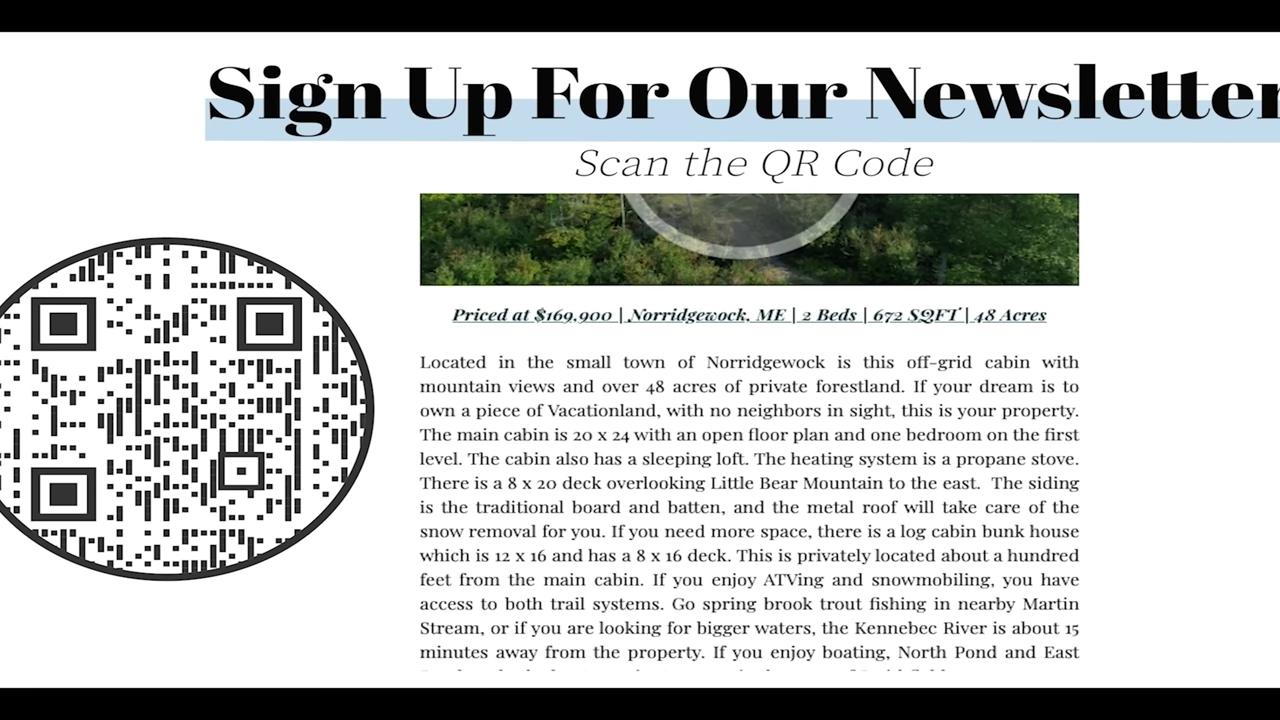 Sign Up For Our Newsletter
Scan the QR Code
Priced at $169,900 | Norridgewock, ME | 2 Beds | 672 SQFT | 48 Acres
Located in the small town of Norridgewock is this off-grid cabin with
mountain views and over 48 acres of private forestland. If your dream is to
own a piece of Vacationland, with no neighbors in sight, this is your property.
The main cabin is 20 x 24 with an open floor plan and one bedroom on the first
level. The cabin also has a sleeping loft. The heating system is a propane stove.
There is a 8 x 20 deck overlooking Little Bear Mountain to the east. The siding
is the traditional board and batten, and the metal roof will take care of the
snow removal for you. If you need more space, there is a log cabin bunk house
which is 12 x 16 and has a 8 x 16 deck. This is privately located about a hundred
feet from the main cabin. If you enjoy ATVing and snowmobiling, you have
access to both trail systems. Go spring brook trout fishing in nearby Martin
Stream, or if you are looking for bigger waters, the Kennebec River is about 15
minutes away from the property. If you enjoy boating, North Pond and East